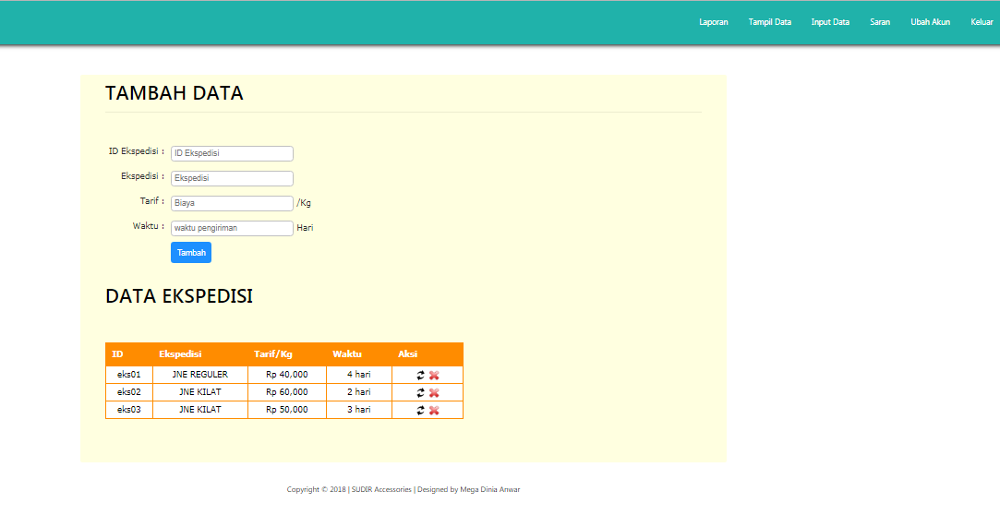 Laporan Tampil Data Input Data Saran Ubah Akun Keluar
TAMBAH DATA
ID Ekspedisi : ID Ekspedisi
Ekspedisi : Ekspedisi
Tarif : Biaya /Kg
Waktu : waktu pengiriman Hari
Tambah
DATA EKSPEDISI
ID Ekspedisi Tarif/Kg Waktu Aksi
eks01 JNE REGULER Rp 40,000 4 hari
eks02 JNE KILAT Rp 60,000 2 hari
eks03 JNE KILAT Rp 50,000 3 hari
Copyright © 2018 | SUDIR Accessories | Designed by Mega Dinia Anwar